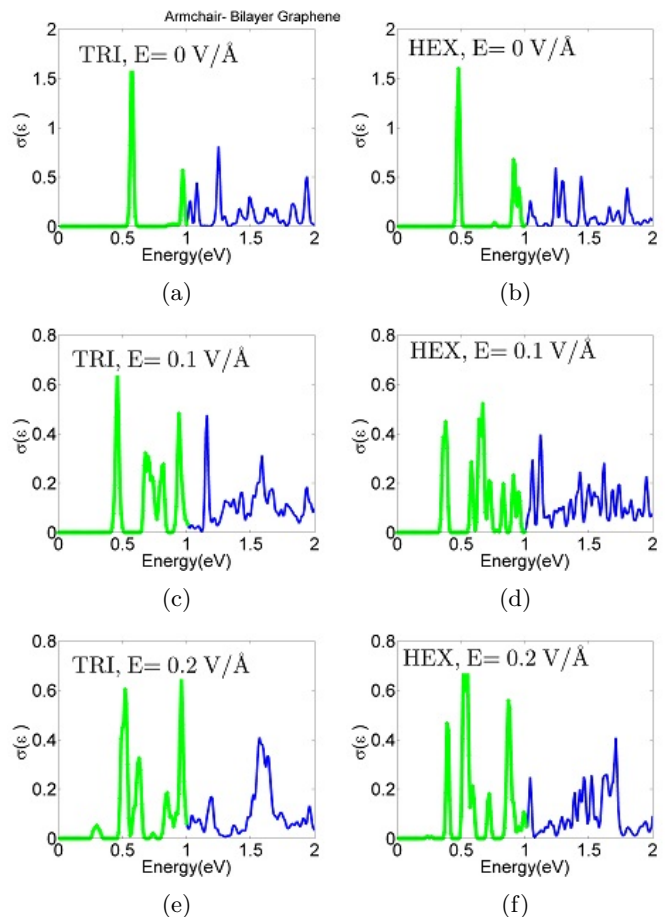 Armchair- Bilayer Graphene
TRI, E= 0 V/Å
2
1.5
1
0.5
0
σ(ε)
0.5
1
1.5
2
Energy(eV)
(a)
HEX, E= 0 V/Å
2
1.5
1
0.5
0
σ(ε)
0
0.5
1
1.5
2
Energy(eV)
(b)
TRI, E= 0.1 V/Å
0.8
0.6
0.4
0.2
0
σ(ε)
0
0.5
1
1.5
2
Energy(eV)
(c)
HEX, E= 0.1 V/Å
0.8
0.6
0.4
0.2
0
σ(ε)
0
0.5
1
1.5
2
Energy(eV)
(d)
TRI, E= 0.2 V/Å
0.8
0.6
0.4
0.2
0
σ(ε)
0
0.5
1
1.5
2
Energy(eV)
(e)
HEX, E= 0.2 V/Å
0.8
0.6
0.4
0.2
0
σ(ε)
0
0.5
1
1.5
2
Energy(eV)
(f)